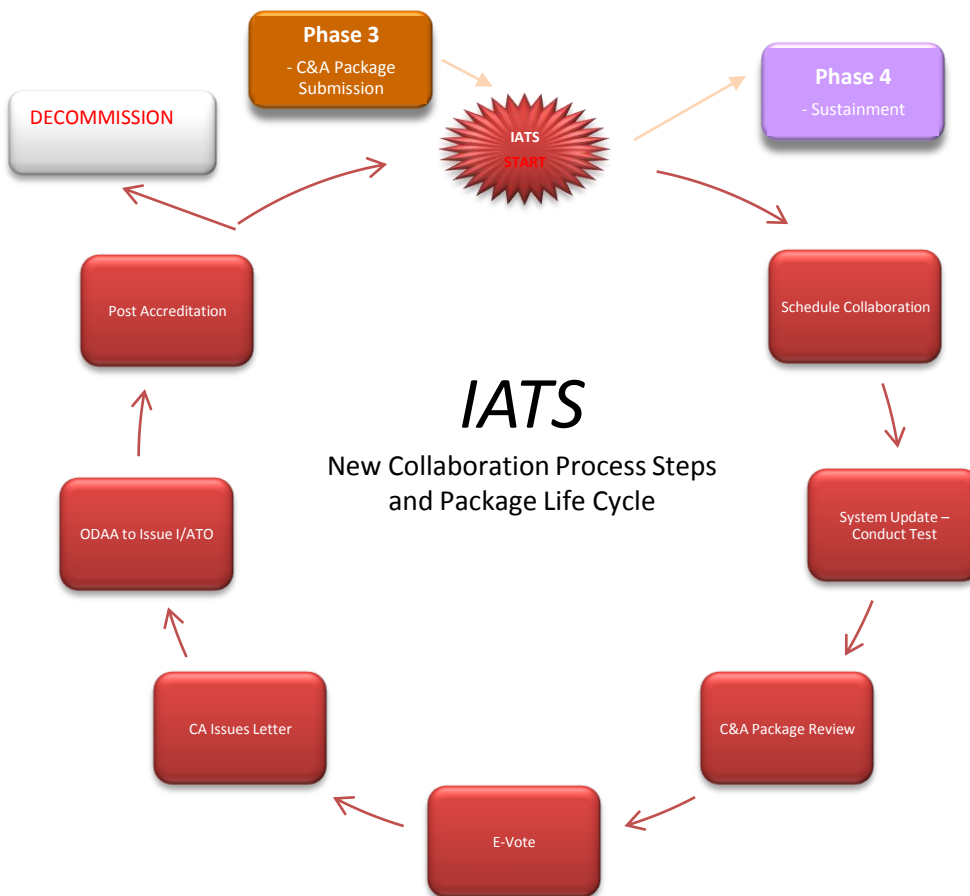 Phase 3
- C&A Package
Submission
Phase 4
- Sustainment
DECOMMISSION
IATS
START
Post Accreditation
Schedule Collaboration
IATS
New Collaboration Process Steps
and Package Life Cycle
ODAA to Issue I/ATO
System Update –
Conduct Test
CA Issues Letter
C&A Package Review
E-Vote